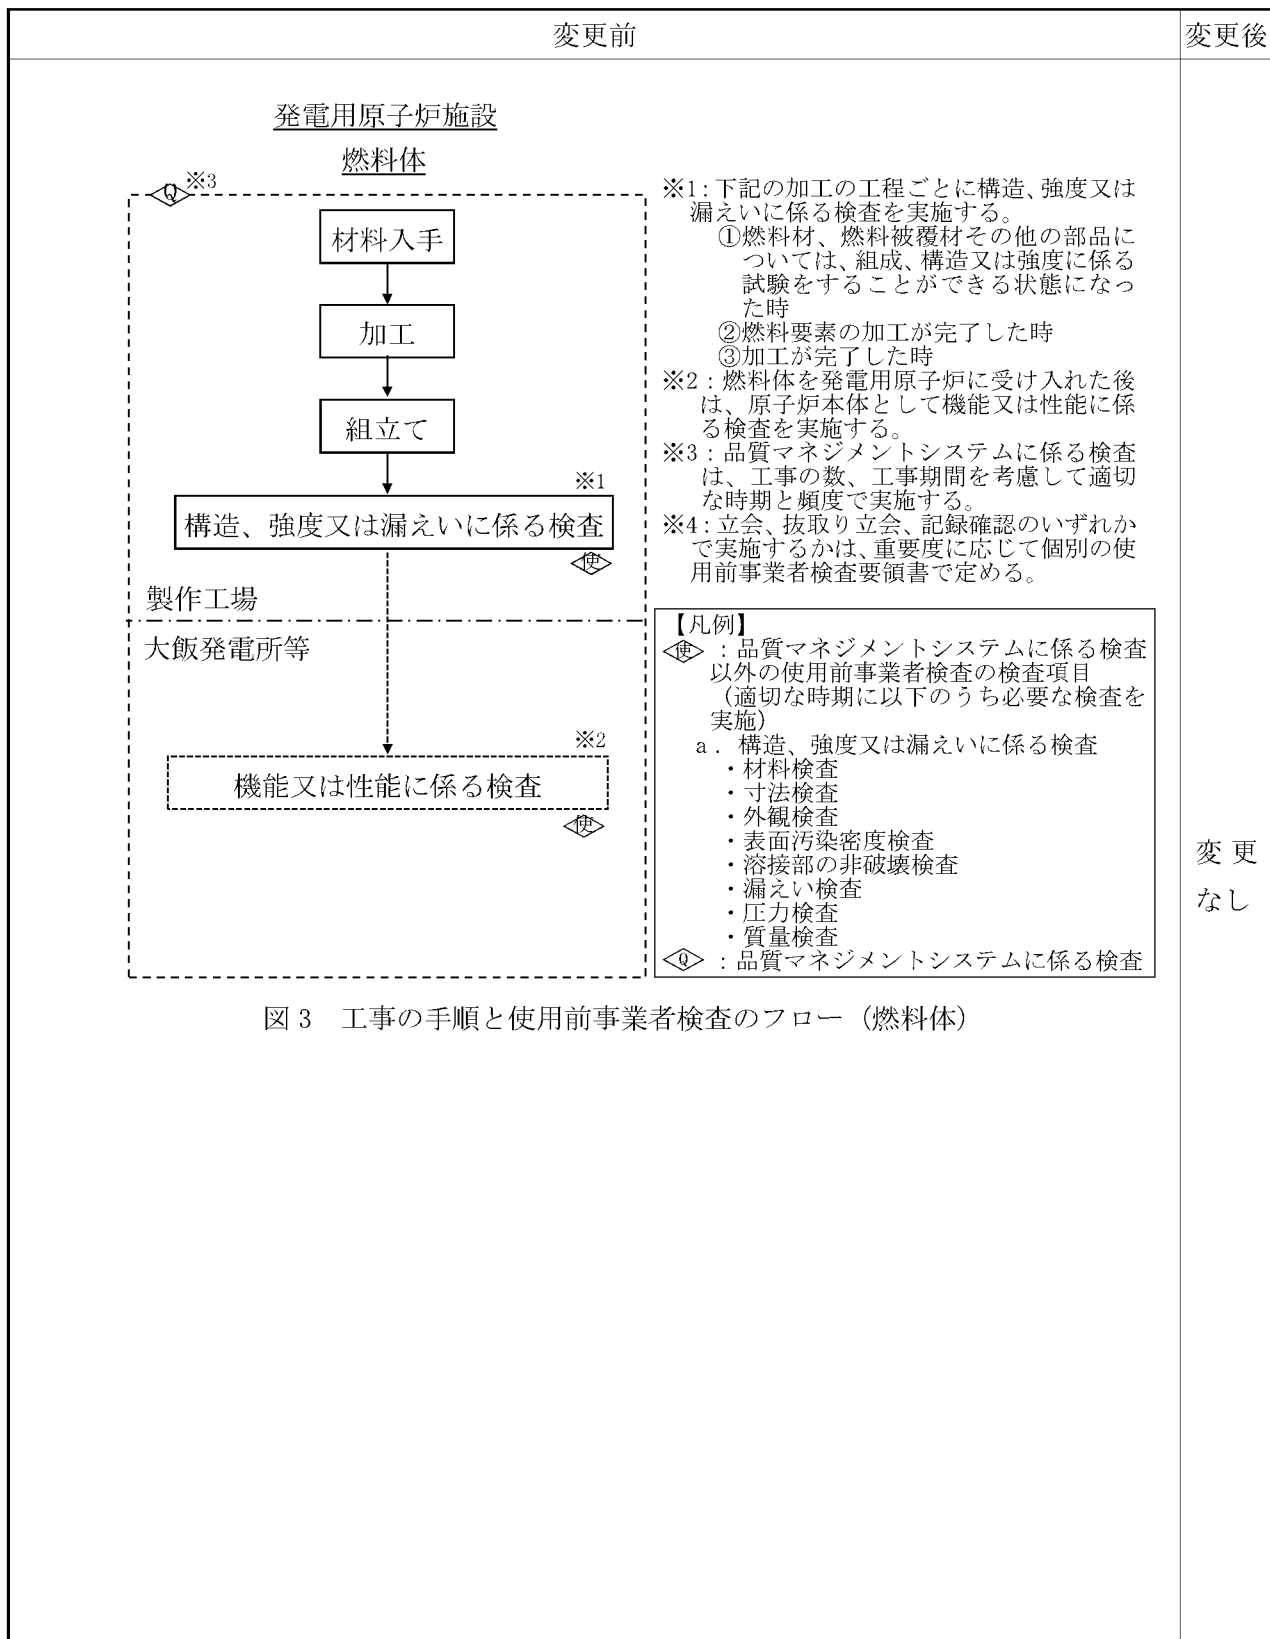 変更前
変更後
発電用原子炉施設
燃料体
Q ※3
材料入手
加工
組立て
※1
構造、強度又は漏えいに係る検査
使
製作工場
大飯発電所等
※2
機能又は性能に係る検査
使
※1:下記の加工の工程ごとに構造、強度又は
漏えいに係る検査を実施する。
①燃料材、燃料被覆材その他の部品に
ついては、組成、構造又は強度に係る
試験をすることができる状態になっ
た時
②燃料要素の加工が完了した時
③加工が完了した時
※2:燃料体を発電用原子炉に受け入れた後
は、原子炉本体として機能又は性能に係
る検査を実施する。
※3:品質マネジメントシステムに係る検査
は、工事の数、工事期間を考慮して適切
な時期と頻度で実施する。
※4:立会、抜取り立会、記録確認のいずれか
で実施するかは、重要度に応じて個別の使
用前事業者検査要領書で定める。
【凡例】
使 :品質マネジメントシステムに係る検査
以外の使用前事業者検査の検査項目
(適切な時期に以下のうち必要な検査を
実施)
a. 構造、強度又は漏えいに係る検査
・材料検査
・寸法検査
・外観検査
・表面汚染密度検査
・溶接部の非破壊検査
・漏えい検査
・圧力検査
・質量検査
Q :品質マネジメントシステムに係る検査
図3 工事の手順と使用前事業者検査のフロー(燃料体)
変更
なし